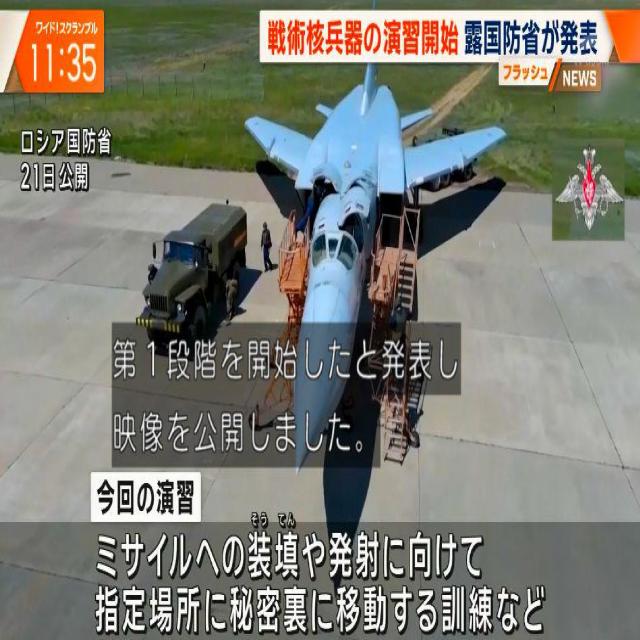 ワイド!スクランブル
11:35
戦術核兵器の演習開始 露国防省が発表
フラッシュ NEWS
ロシア国防省
21日公開
第1段階を開始したと発表し
映像を公開しました。
今回の演習
そうてん
ミサイルへの装填や発射に向けて
指定場所に秘密裏に移動する訓練など